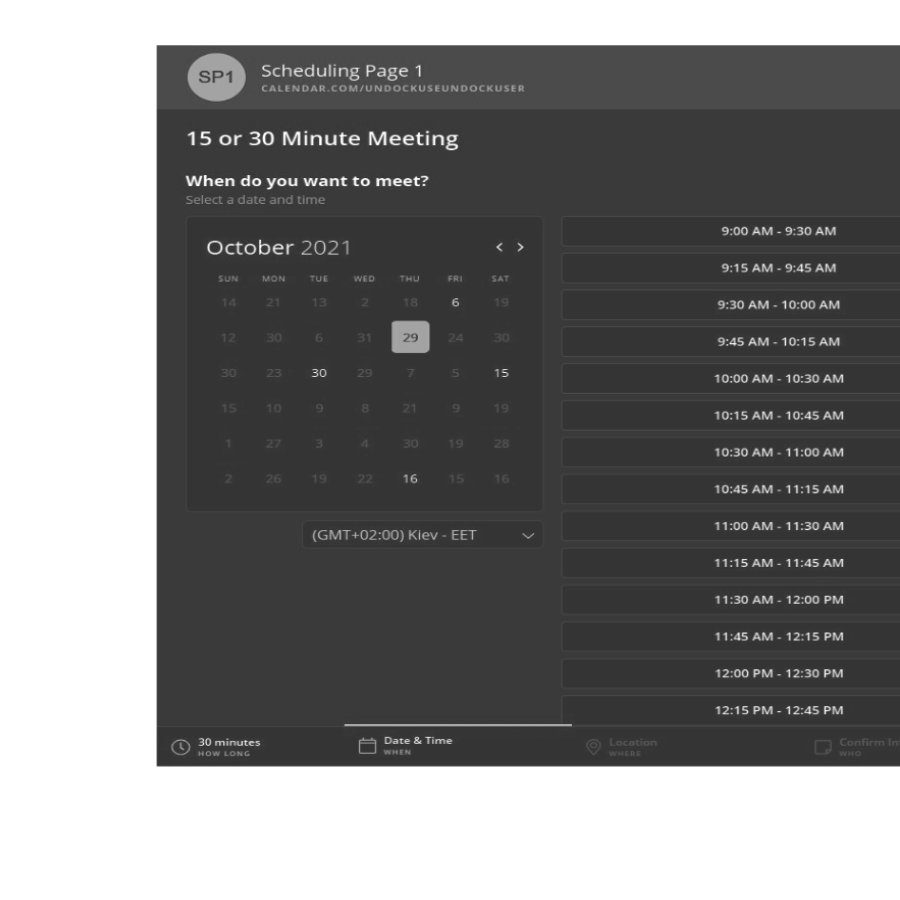 SP1
Scheduling Page 1
CALENDAR.COM/UNDOCKUSEUNDOCKUSER
15 or 30 Minute Meeting
When do you want to meet?
Select a date and time
October 2021
< >
SUN MON TUE WED THU FRI SAT
14 21 13 2 18 6 19
12 30 6 31 29 24 30
30 23 30 29 7 5 15
15 10 9 8 21 9 19
1 27 3 4 30 19 28
2 26 19 22 16 15 16
(GMT+02:00) Kiev - EET
9:00 AM - 9:30 AM
9:15 AM - 9:45 AM
9:30 AM - 10:00 AM
9:45 AM - 10:15 AM
10:00 AM - 10:30 AM
10:15 AM - 10:45 AM
10:30 AM - 11:00 AM
10:45 AM - 11:15 AM
11:00 AM - 11:30 AM
11:15 AM - 11:45 AM
11:30 AM - 12:00 PM
11:45 AM - 12:15 PM
12:00 PM - 12:30 PM
12:15 PM - 12:45 PM
30 minutes
HOW LONG
Date & Time
WHEN
Location
WHERE
Confirm
WHO